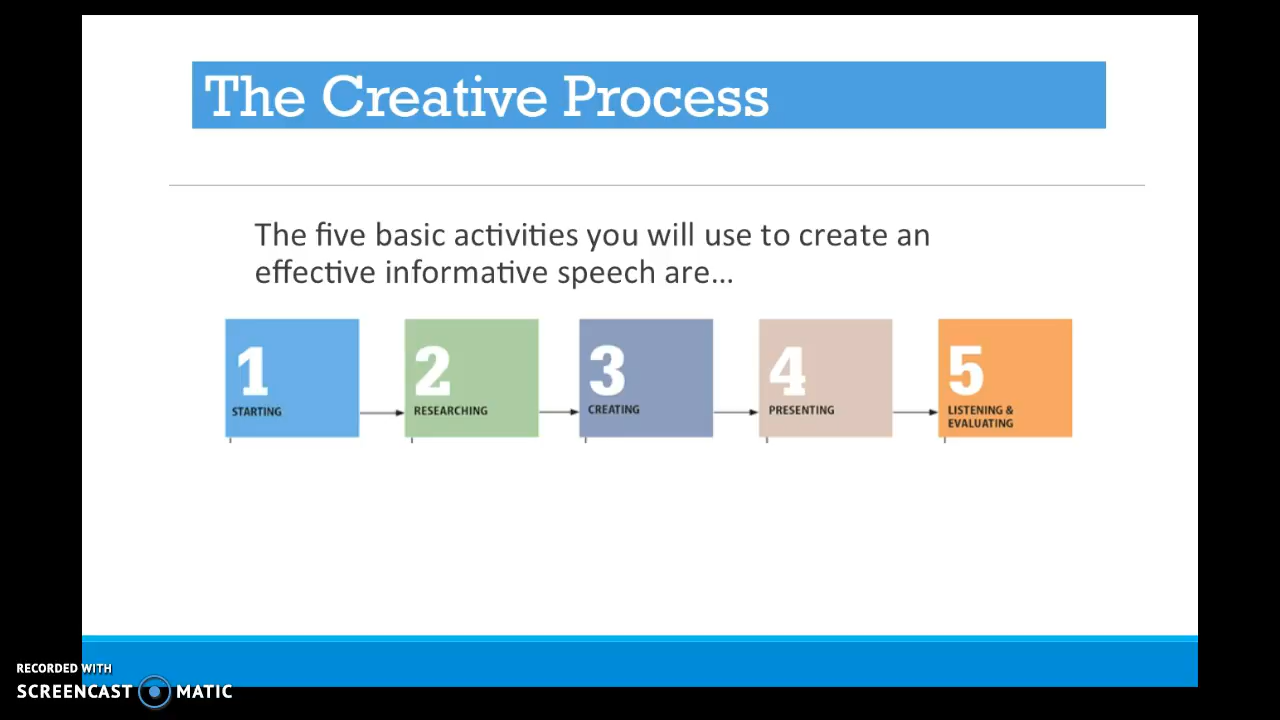 The Creative Process
The five basic activities you will use to create an
effective informative speech are...
1
STARTING
2
RESEARCHING
3
CREATING
4
PRESENTING
5
LISTENING &
EVALUATING
RECORDED WITH
SCREENCAST MATIC